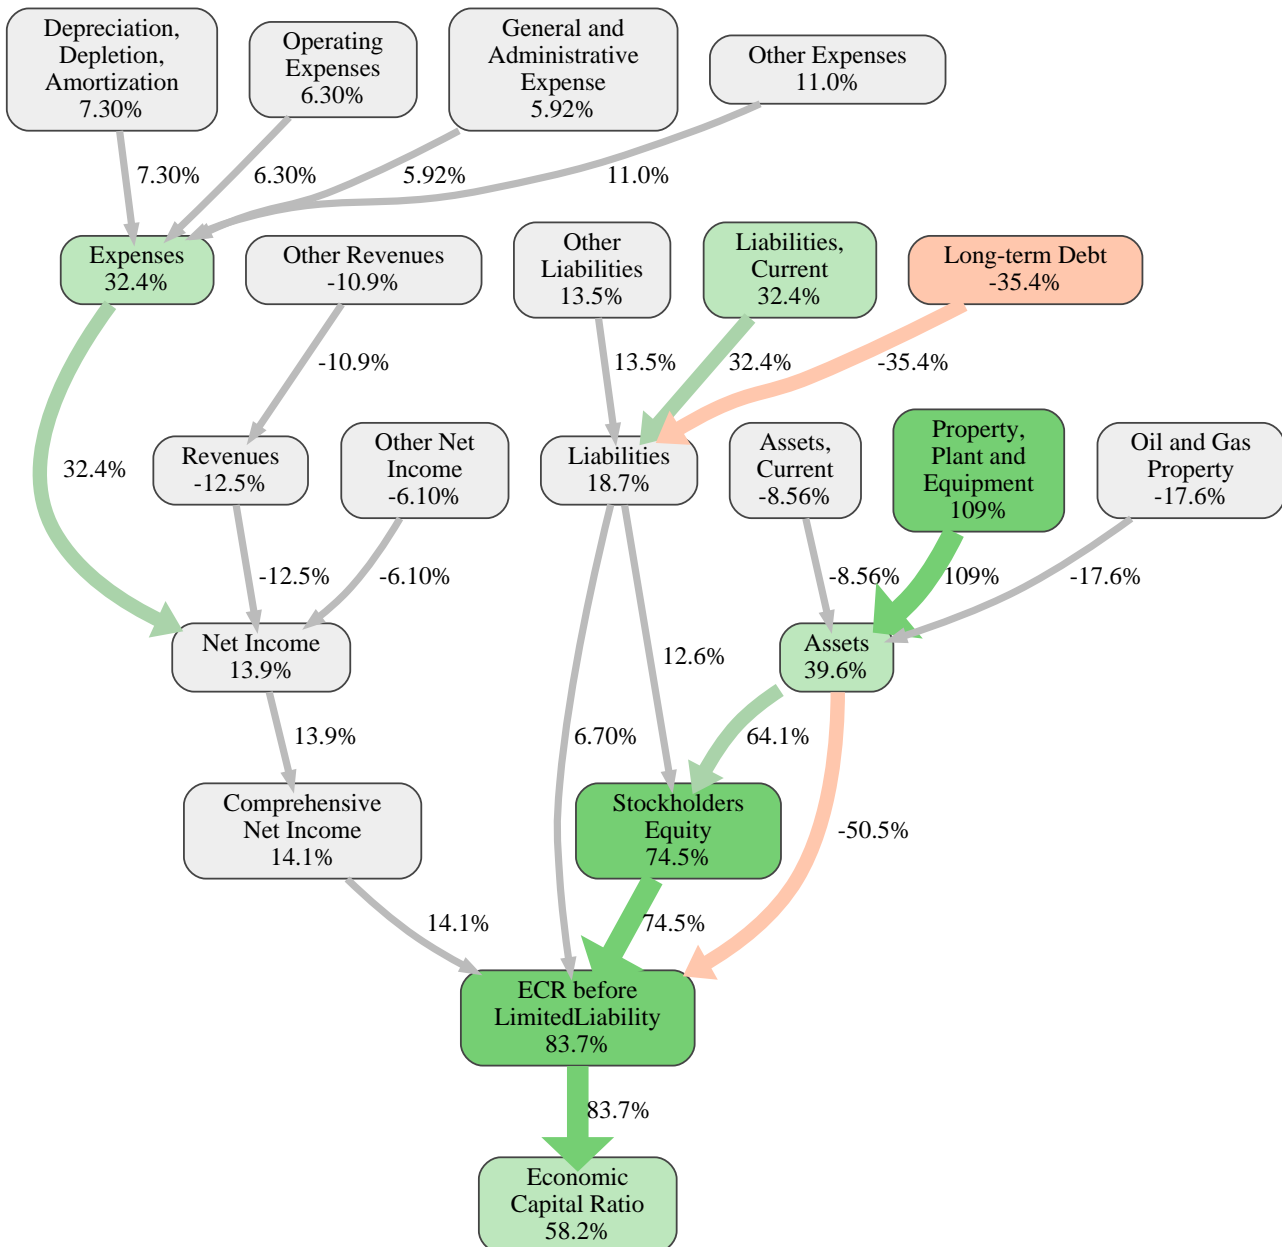 Depreciation,
Depletion,
Amortization
7.30%
Operating
Expenses
6.30%
General and
Administrative
Expense
5.92%
Other Expenses
11.0%
7.30%
6.30%
5.92%
11.0%
Expenses
32.4%
Other Revenues
-10.9%
Other
Liabilities
13.5%
Liabilities,
Current
32.4%
Long-term Debt
-35.4%
-10.9%
13.5%
32.4%
-35.4%
32.4%
Revenues
-12.5%
Other Net
Income
-6.10%
Liabilities
18.7%
Assets,
Current
-8.56%
Property,
Plant and
Equipment
109%
Oil and Gas
Property
-17.6%
-12.5%
-6.10%
-8.56%
109%
-17.6%
Net Income
13.9%
12.6%
Assets
39.6%
13.9%
6.70%
64.1%
-50.5%
Comprehensive
Net Income
14.1%
Stockholders
Equity
74.5%
14.1%
74.5%
ECR before
LimitedLiability
83.7%
83.7%
Economic
Capital Ratio
58.2%